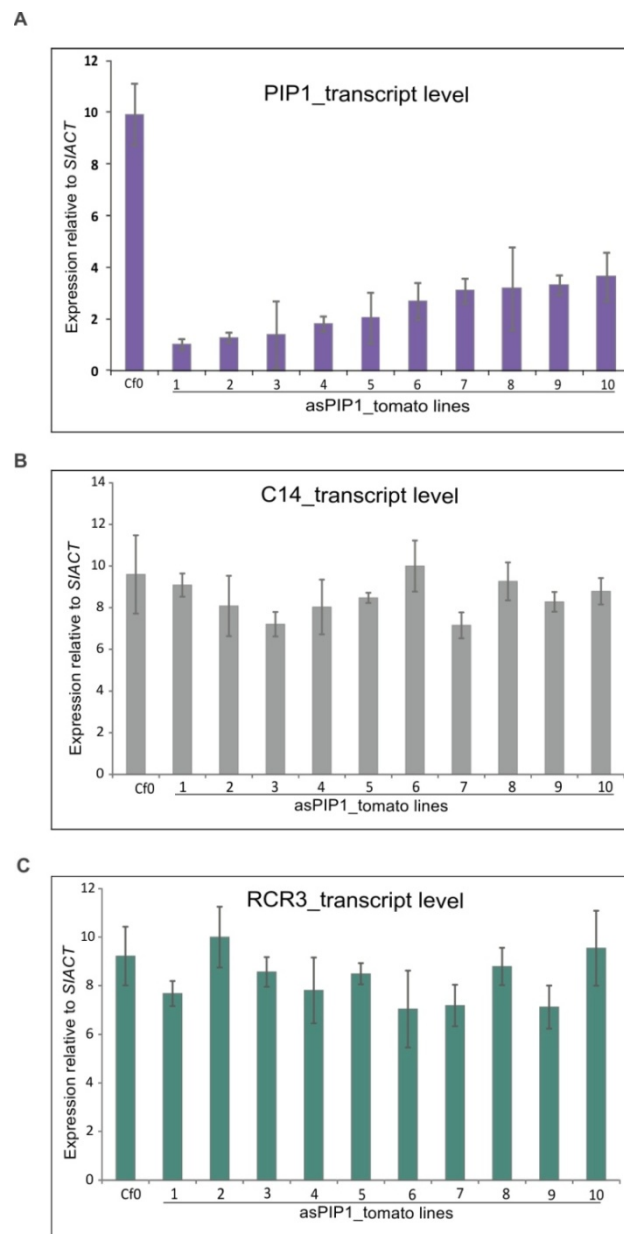 A
PIP1_transcript level
Expression relative to SlACT
12
10
8
6
4
2
0
Cf0 1 2 3 4 5 6 7 8 9 10
asPIP1_tomato lines
B
C14_transcript level
Expression relative to SlACT
14
12
10
8
6
4
2
0
Cf0 1 2 3 4 5 6 7 8 9 10
asPIP1_tomato lines
C
RCR3_transcript level
Expression relative to SlACT
12
10
8
6
4
2
0
Cf0 1 2 3 4 5 6 7 8 9 10
asPIP1_tomato lines